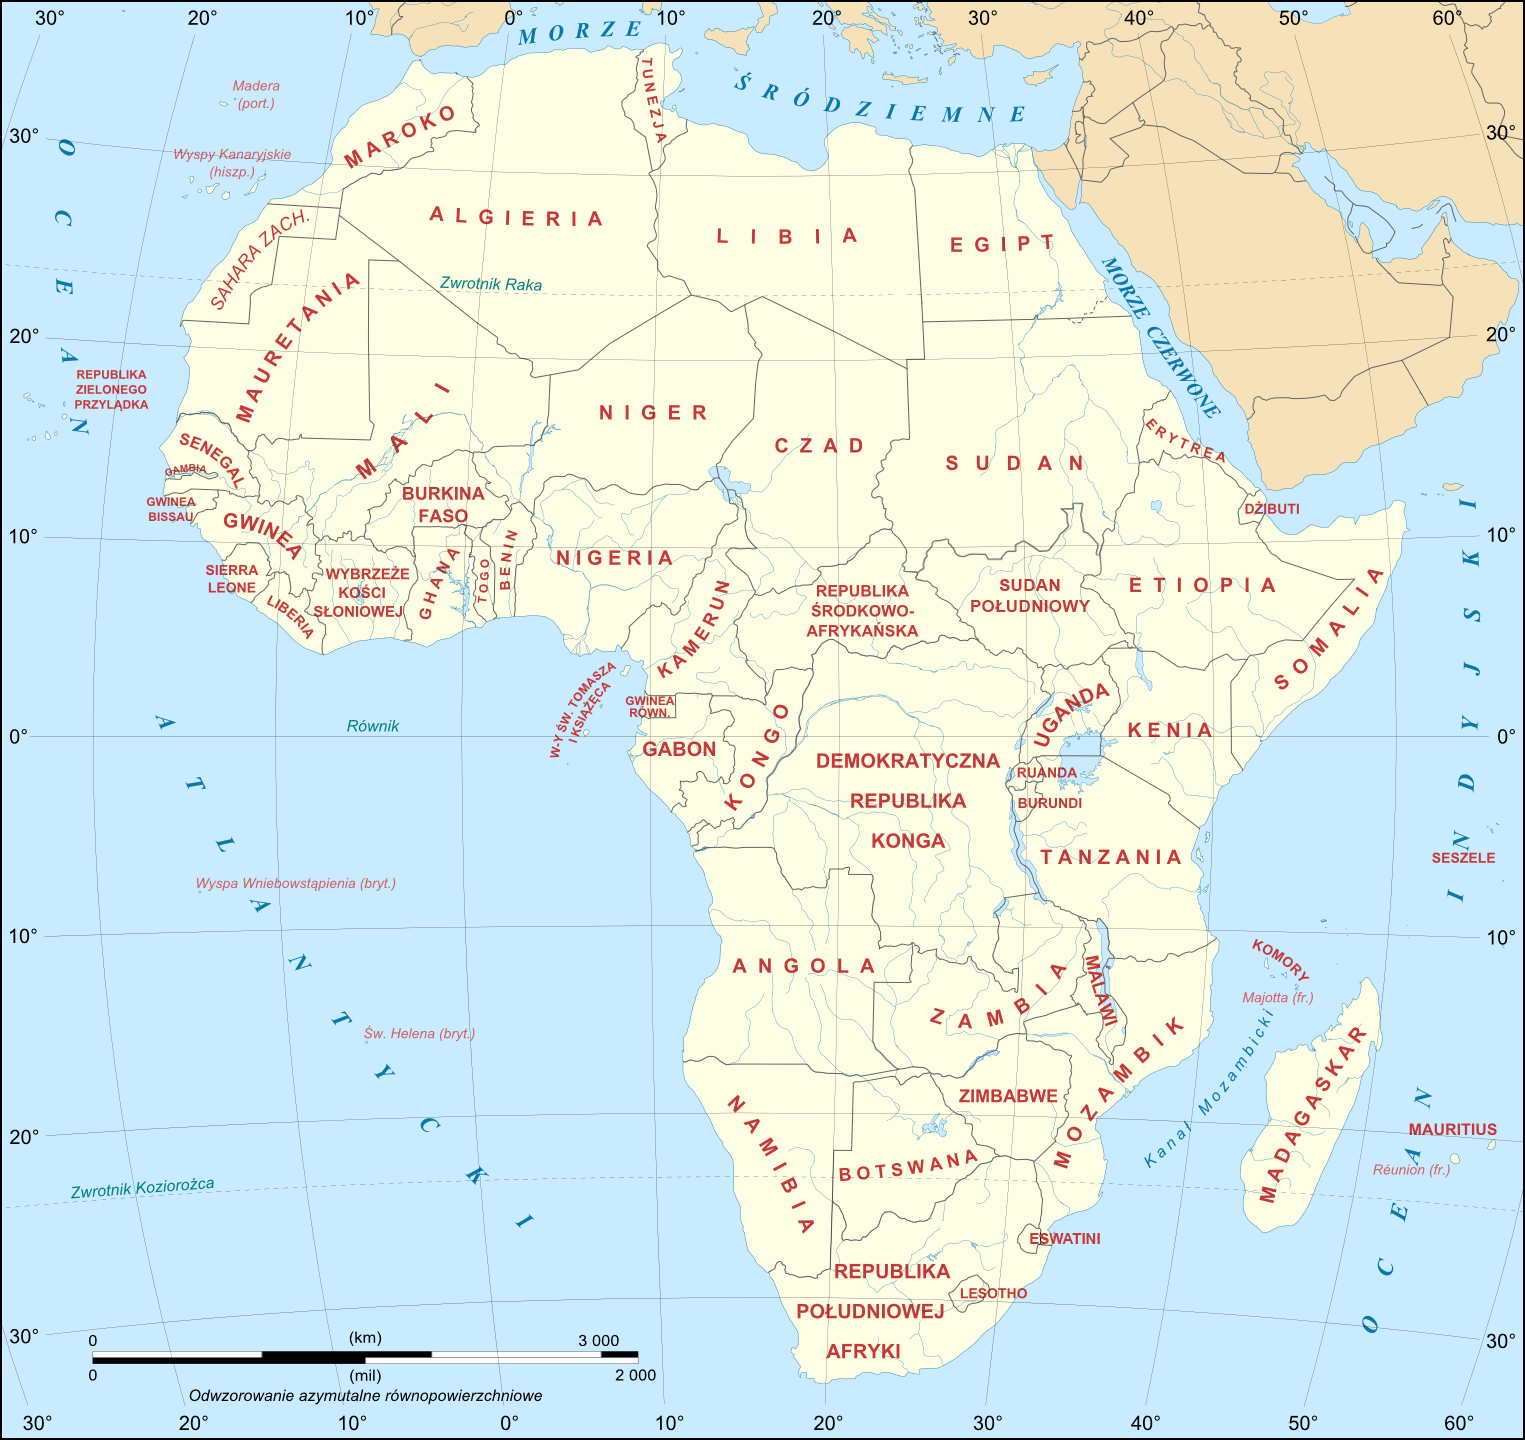 30°
20°
10°
0°
10°
20°
30°
40°
50°
60°
MORZE
ŚRÓDZIEMNE
Madera
(port.)
TUNEZJA
MAROKO
30°
30°
Wyspy Kanaryjskie
(hiszp.)
OCEAN
SAHARA ZACH.
ALGIERIA
LIBIA
EGIPT
Zwrotnik Raka
MORZE CZERWONE
MAURETANIA
20°
20°
REPUBLIKA
ZIELONEGO
PRZYLĄDKA
MALI
NIGER
CZAD
SUDAN
ERYTREA
SENEGAL
GAMBIA
GWINEA
BISSAU
GWINEA
BURKINA
FASO
DŻIBUTI
10°
10°
NIGERIA
BENIN
TOGO
GHANA
SIERRA
LEONE
LIBERIA
WYBRZEŻE
KOŚCI
SŁONIOWEJ
KAMERUN
REPUBLIKA
ŚRODKOWO-
AFRYKAŃSKA
SUDAN
POŁUDNIOWY
ETIOPIA
SOMALIA
W-Y ŚW. TOMASZA
I KSIĄŻĘCA
GWINEA
RÓWN.
GABON
KONGO
UGANDA
KENIA
0°
0°
Równik
DEMOKRATYCZNA
REPUBLIKA
KONGA
RUANDA
BURUNDI
TANZANIA
OCEAN INDYJSKI
SESZELE
ATLANTYCKI
Wyspa Wniebowstąpienia (bryt.)
10°
10°
ANGOLA
ZAMBIA
MALAWI
KOMORY
Majotta (fr.)
Św. Helena (bryt.)
MOZAMBIK
Kanał Mozambicki
MADAGASKAR
ZIMBABWE
NAMIBIA
BOTSWANA
MAURITIUS
Réunion (fr.)
20°
Zwrotnik Koziorożca
ESWATINI
REPUBLIKA
POŁUDNIOWEJ
AFRYKI
LESOTHO
30°
30°
0
(km)
3 000
0
(mil)
2 000
Odwzorowanie azymutalne równopowierzchniowe
30°
20°
10°
0°
10°
20°
30°
40°
50°
60°